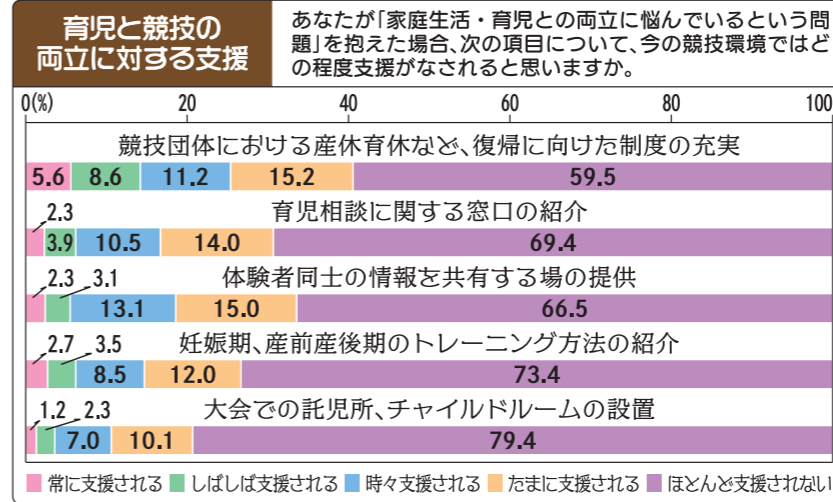 育児と競技の
両立に対する支援
あなたが「家庭生活・育児との両立に悩んでいるという問
題」を抱えた場合、次の項目について、今の競技環境ではど
の程度支援がなされると思いますか。
0(%) 20 40 60 80 100
競技団体における産休育休など、復帰に向けた制度の充実
5.6 8.6 11.2 15.2 59.5
育児相談に関する窓口の紹介
2.3
3.9 10.5 14.0 69.4
体験者同士の情報を共有する場の提供
2.3 3.1
13.1 15.0 66.5
妊娠期、産前産後期のトレーニング方法の紹介
2.7 3.5
8.5 12.0 73.4
大会での託児所、チャイルドルームの設置
1.2 2.3
7.0 10.1 79.4
常に支援される しばしば支援される 時々支援される たまに支援される ほとんど支援されない